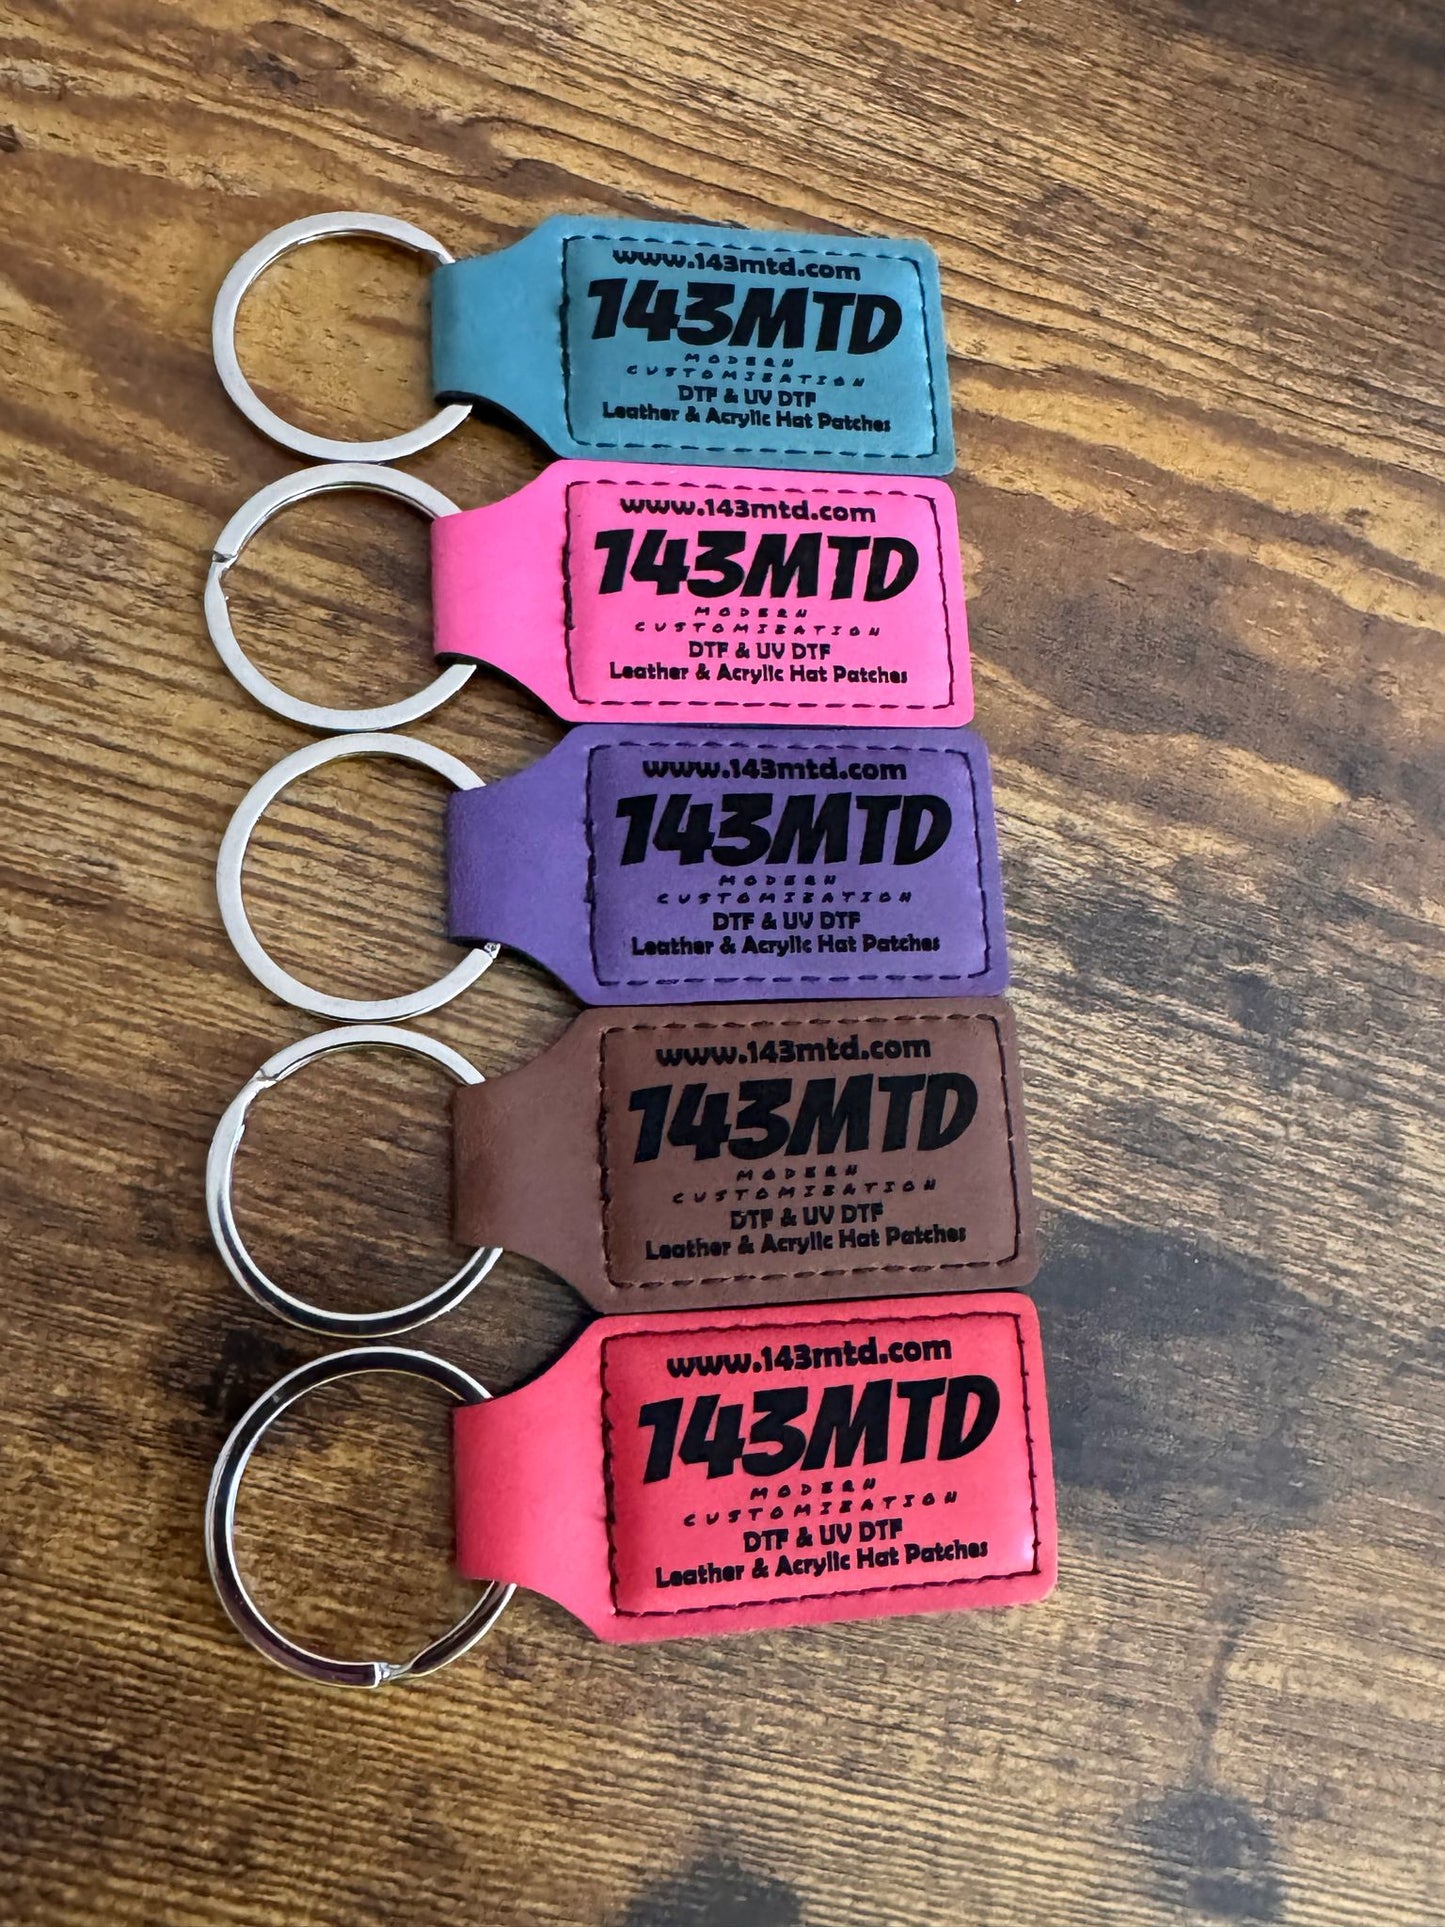 www.143mtd.com
143MTD
MODERN
CUSTOMIZATION
DTF & UV DTF
Leather & Acrylic Hat Patches
www.143mtd.com
143MTD
MODERN
CUSTOMIZATION
DTF & UV DTF
Leather & Acrylic Hat Patches
www.143mtd.com
143MTD
MODERN
CUSTOMIZATION
DTF & UV DTF
Leather & Acrylic Hat Patches
www.143mtd.com
143MTD
MODERN
CUSTOMIZATION
DTF & UV DTF
Leather & Acrylic Hat Patches
www.143mtd.com
143MTD
MODERN
CUSTOMIZATION
DTF & UV DTF
Leather & Acrylic Hat Patches